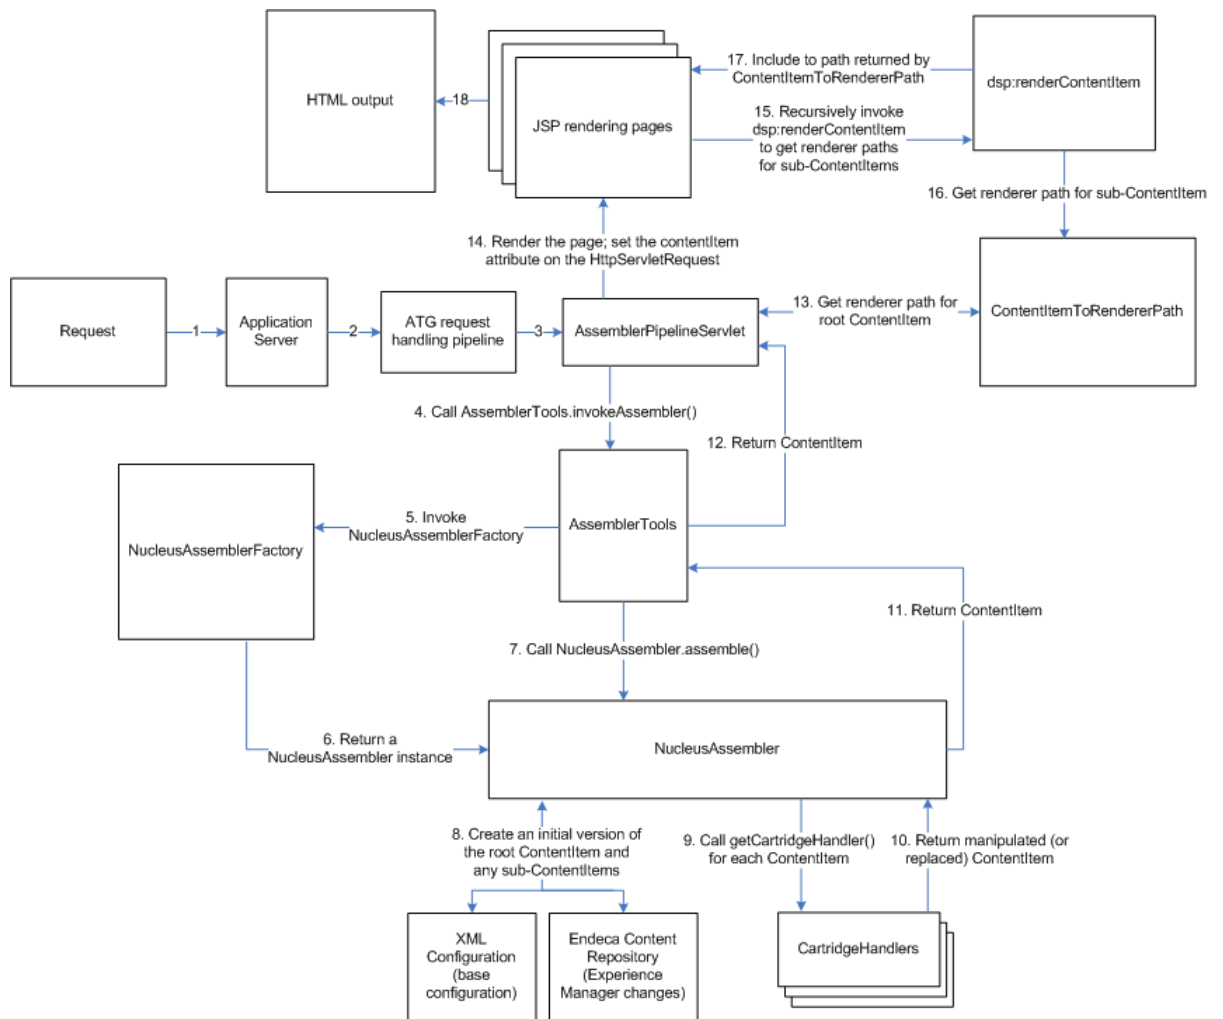 HTML output
18
JSP rendering pages
17. Include to path returned by
ContentItemToRendererPath
15. Recursively invoke
dsp:renderContentItem
to get renderer paths
for sub-ContentItems
dsp:renderContentItem
16. Get renderer path for sub-ContentItem
14. Render the page; set the contentItem
attribute on the HttpServletRequest
Request
1
Application
Server
2
ATG request
handling pipeline
3
AssemblerPipelineServlet
13. Get renderer path for
root ContentItem
ContentItemToRendererPath
4. Call AssemblerTools.invokeAssembler()
12. Return ContentItem
NucleusAssemblerFactory
5. Invoke
NucleusAssemblerFactory
AssemblerTools
11. Return ContentItem
7. Call NucleusAssembler.assemble()
6. Return a
NucleusAssembler instance
NucleusAssembler
8. Create an initial version of
the root ContentItem and
any sub-ContentItems
9. Call getCartridgeHandler()
for each ContentItem
10. Return manipulated (or
replaced) ContentItem
XML
Configuration
(base
configuration)
Endeca Content
Repository
(Experience
Manager changes)
CartridgeHandlers